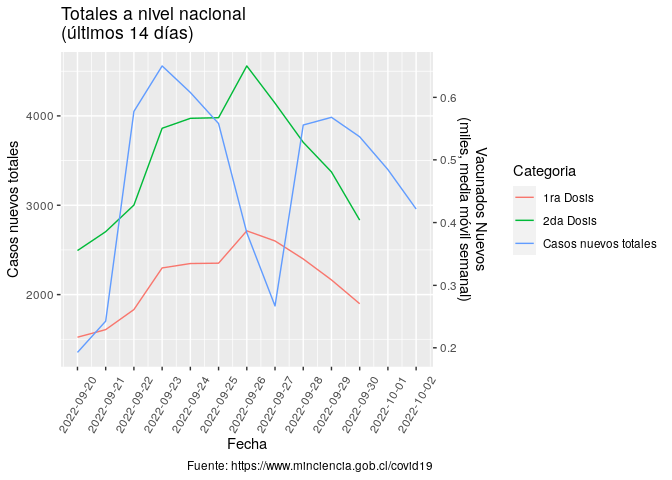 Totales a nivel nacional
(últimos 14 días)
Casos nuevos totales
4000
3000
2000
0.6
0.5
0.4
0.3
0.2
Vacunados Nuevos
(miles, media móvil semanal)
2022-09-20
2022-09-21
2022-09-22
2022-09-23
2022-09-24
2022-09-25
2022-09-26
2022-09-27
2022-09-28
2022-09-29
2022-09-30
2022-10-01
2022-10-02
Fecha
Categoria
1ra Dosis
2da Dosis
Casos nuevos totales
Fuente: https://www.minciencia.gob.cl/covid19